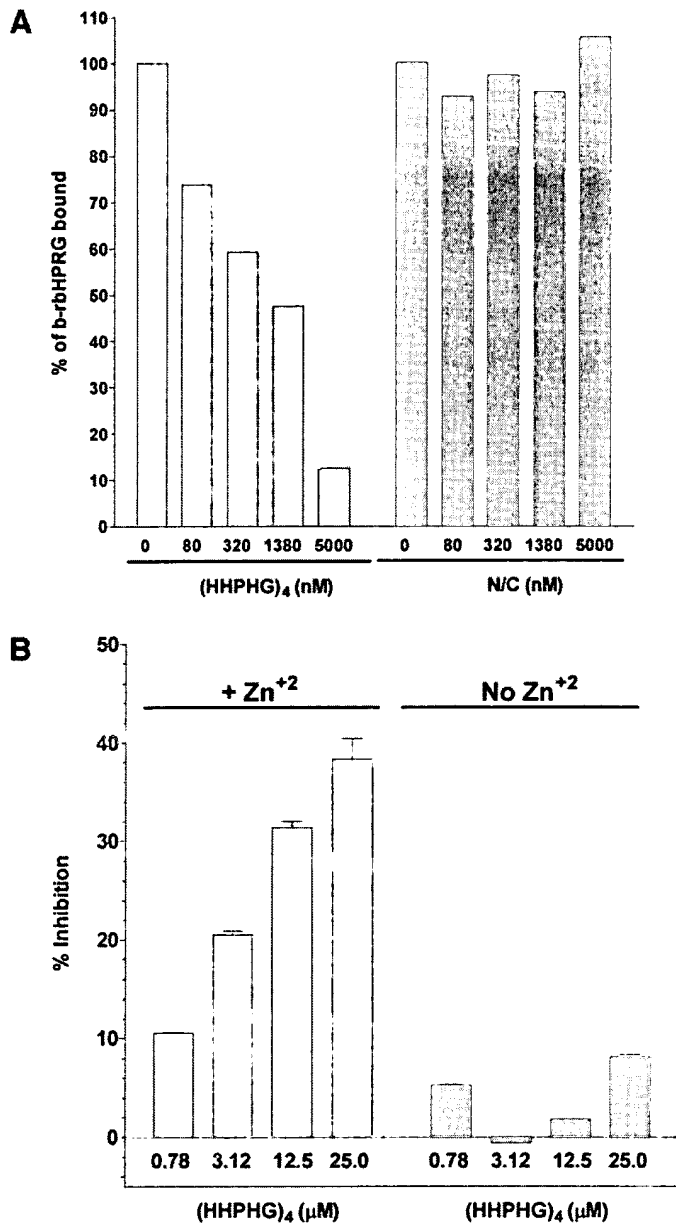 A
110
100
90
80
70
60
50
40
30
20
10
0
% of b-rbHPRG bound
0 80 320 1380 5000 0 80 320 1380 5000
(HHPHG)₄ (nM) N/C (nM)
B
50
40
30
20
10
0
% Inhibition
+ Zn⁺² No Zn⁺²
0.78 3.12 12.5 25.0 0.78 3.12 12.5 25.0
(HHPHG)₄ (μM) (HHPHG)₄ (μM)